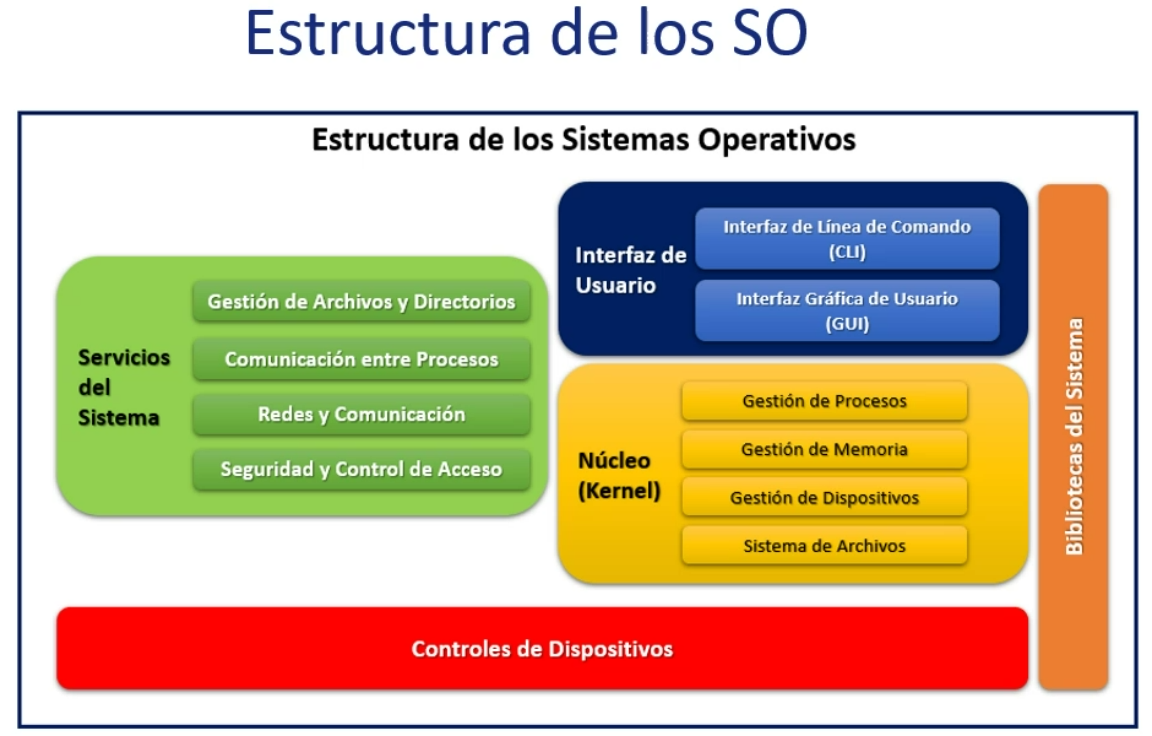 Estructura de los SO
Estructura de los Sistemas Operativos
Servicios
del
Sistema
Gestión de Archivos y Directorios
Comunicación entre Procesos
Redes y Comunicación
Seguridad y Control de Acceso
Interfaz de
Usuario
Interfaz de Línea de Comando
(CLI)
Interfaz Gráfica de Usuario
(GUI)
Núcleo
(Kernel)
Gestión de Procesos
Gestión de Memoria
Gestión de Dispositivos
Sistema de Archivos
Bibliotecas del Sistema
Controles de Dispositivos